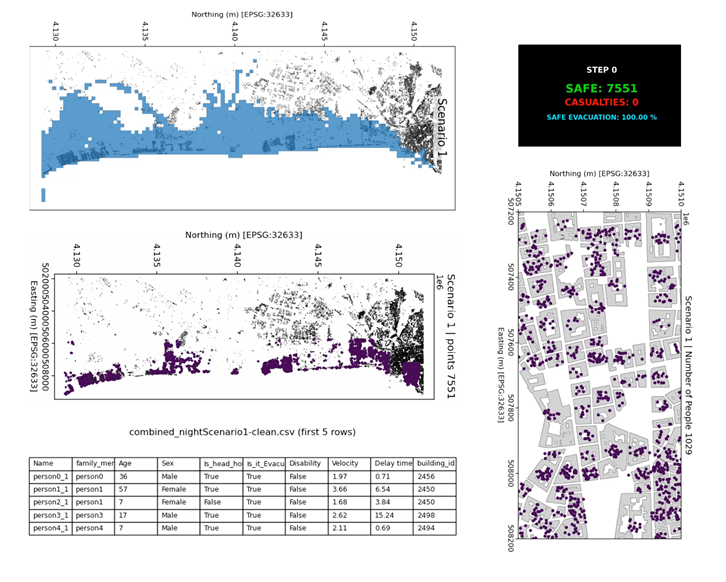 Northing (m) [EPSG:32633]
4.130 4.135 4.140 4.145 4.150
Scenario 1
STEP 0
SAFE: 7551
CASUALTIES: 0
SAFE EVACUATION: 100.00 %
Northing (m) [EPSG:32633]
4.130 4.135 4.140 4.145 4.150
1e6
Scenario 1 | points 7551
Easting (m) [EPSG:32633]
Northing (m) [EPSG:32633]
4.1505 4.1506 4.1507 4.1508 4.1509 4.1510
1e6
507200
507400
507600
507800
508000
508200
Easting (m) [EPSG:32633]
Scenario 1 | Number of People 1029
combined_nightScenario1-clean.csv (first 5 rows)
Name family_mer Age Sex Is_head_ho Is_it_Evacu Disability Velocity Delay time building_id
person0_1 person0 36 Male True True False 1.97 0.71 2456
person1_1 person1 57 Female True True False 3.66 6.54 2450
person2_1 person1 7 Female False True False 1.68 3.84 2450
person3_1 person3 17 Male True True False 2.62 15.24 2498
person4_1 person4 7 Male True True False 2.11 0.69 2494